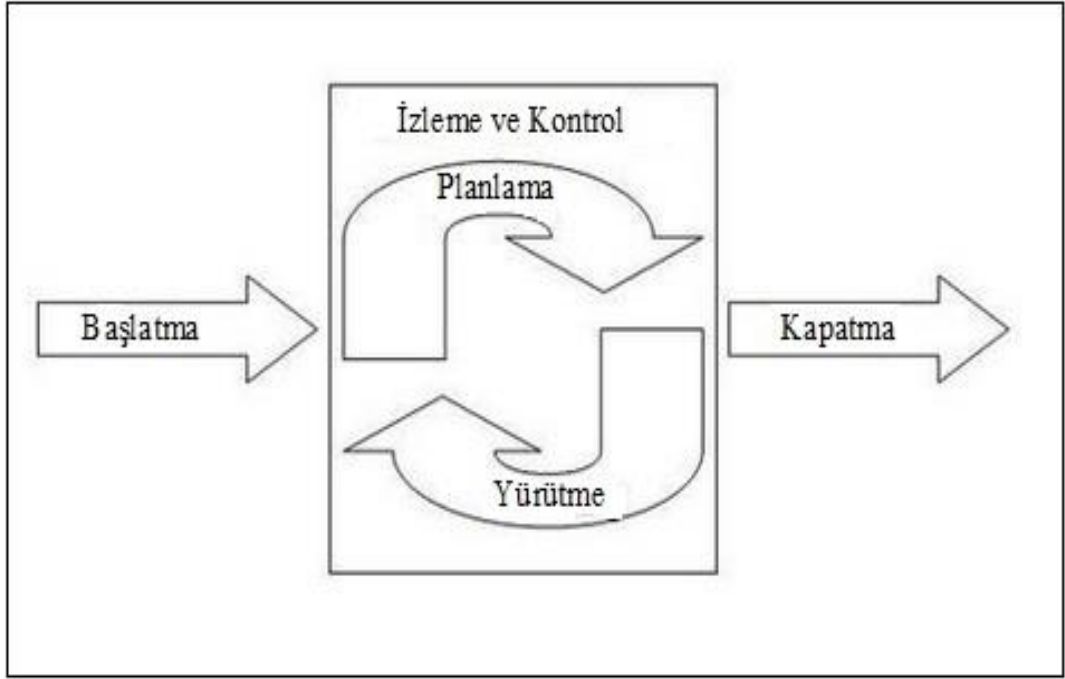 İzleme ve Kontrol
Planlama
Başlatma
Kapatma
Yürütme